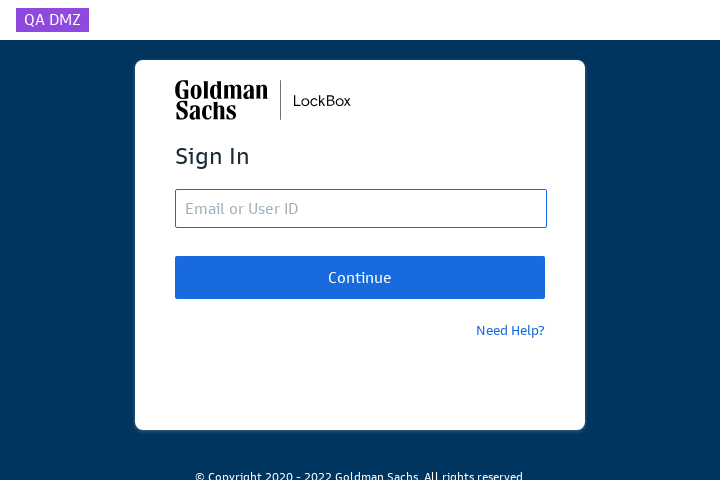 QA DMZ
Goldman
Sachs
LockBox
Sign In
Email or User ID
Continue
Need Help?
© Copyright 2020 - 2022 Goldman Sachs. All rights reserved